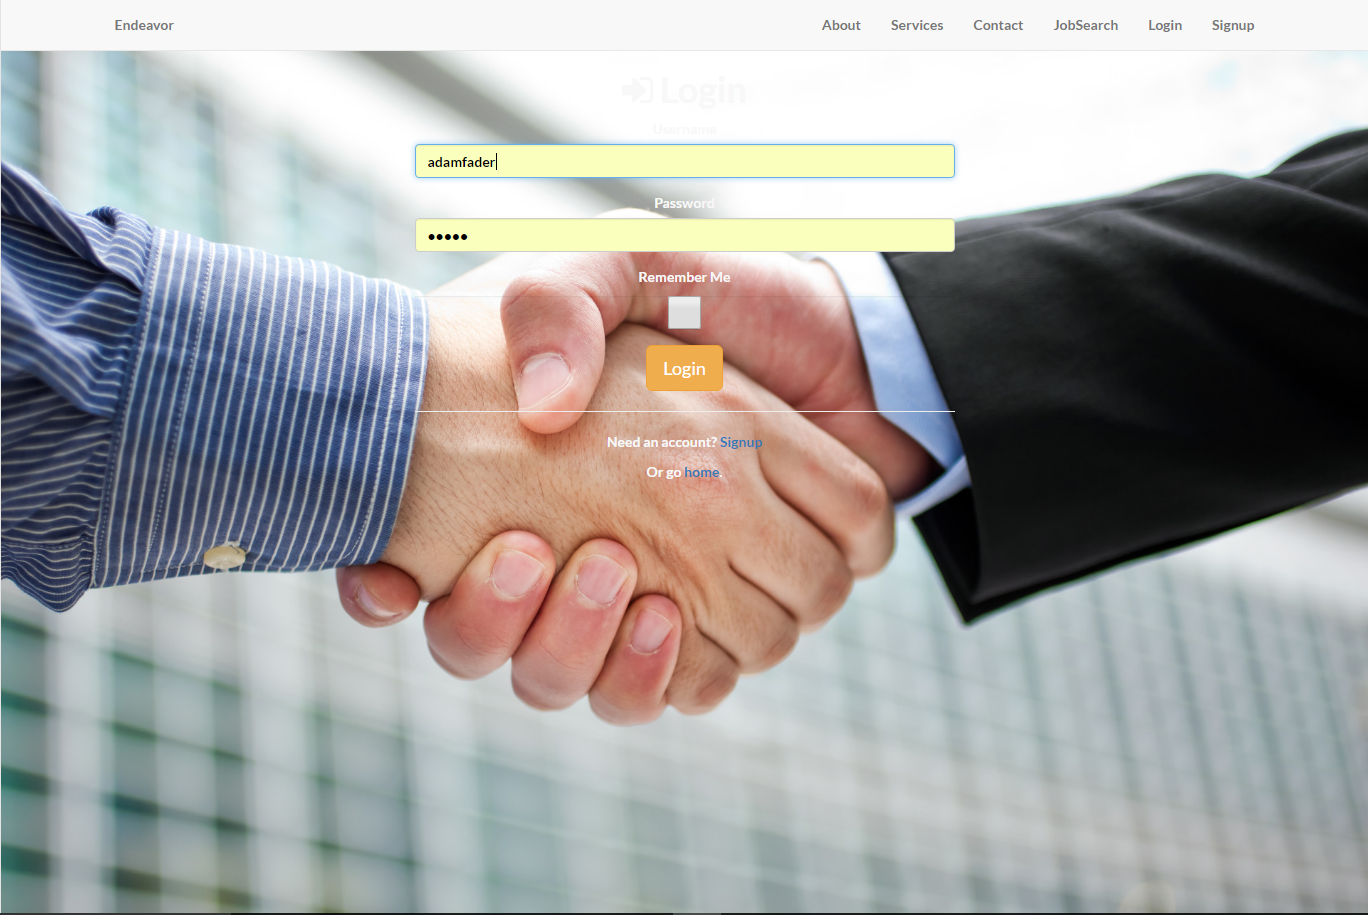 Endeavor About Services Contact JobSearch Login Signup
Login
Username
adamfader
Password
•••••
Remember Me
Login
Need an account? Signup
Or go home.